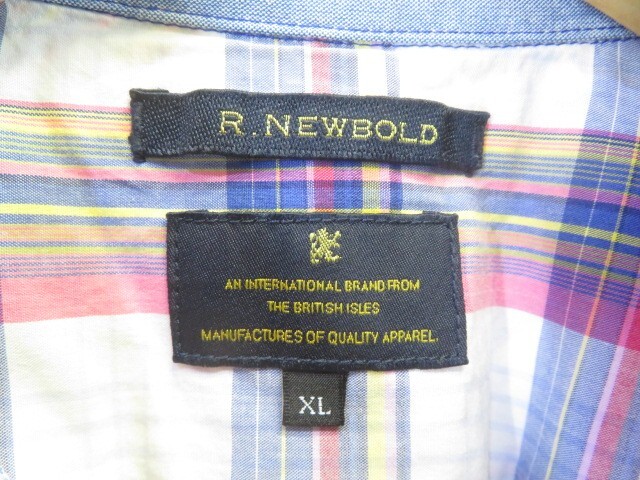 R. NEWBOLD
AN INTERNATIONAL BRAND FROM
THE BRITISH ISLES
MANUFACTURES OF QUALITY APPAREL.
XL